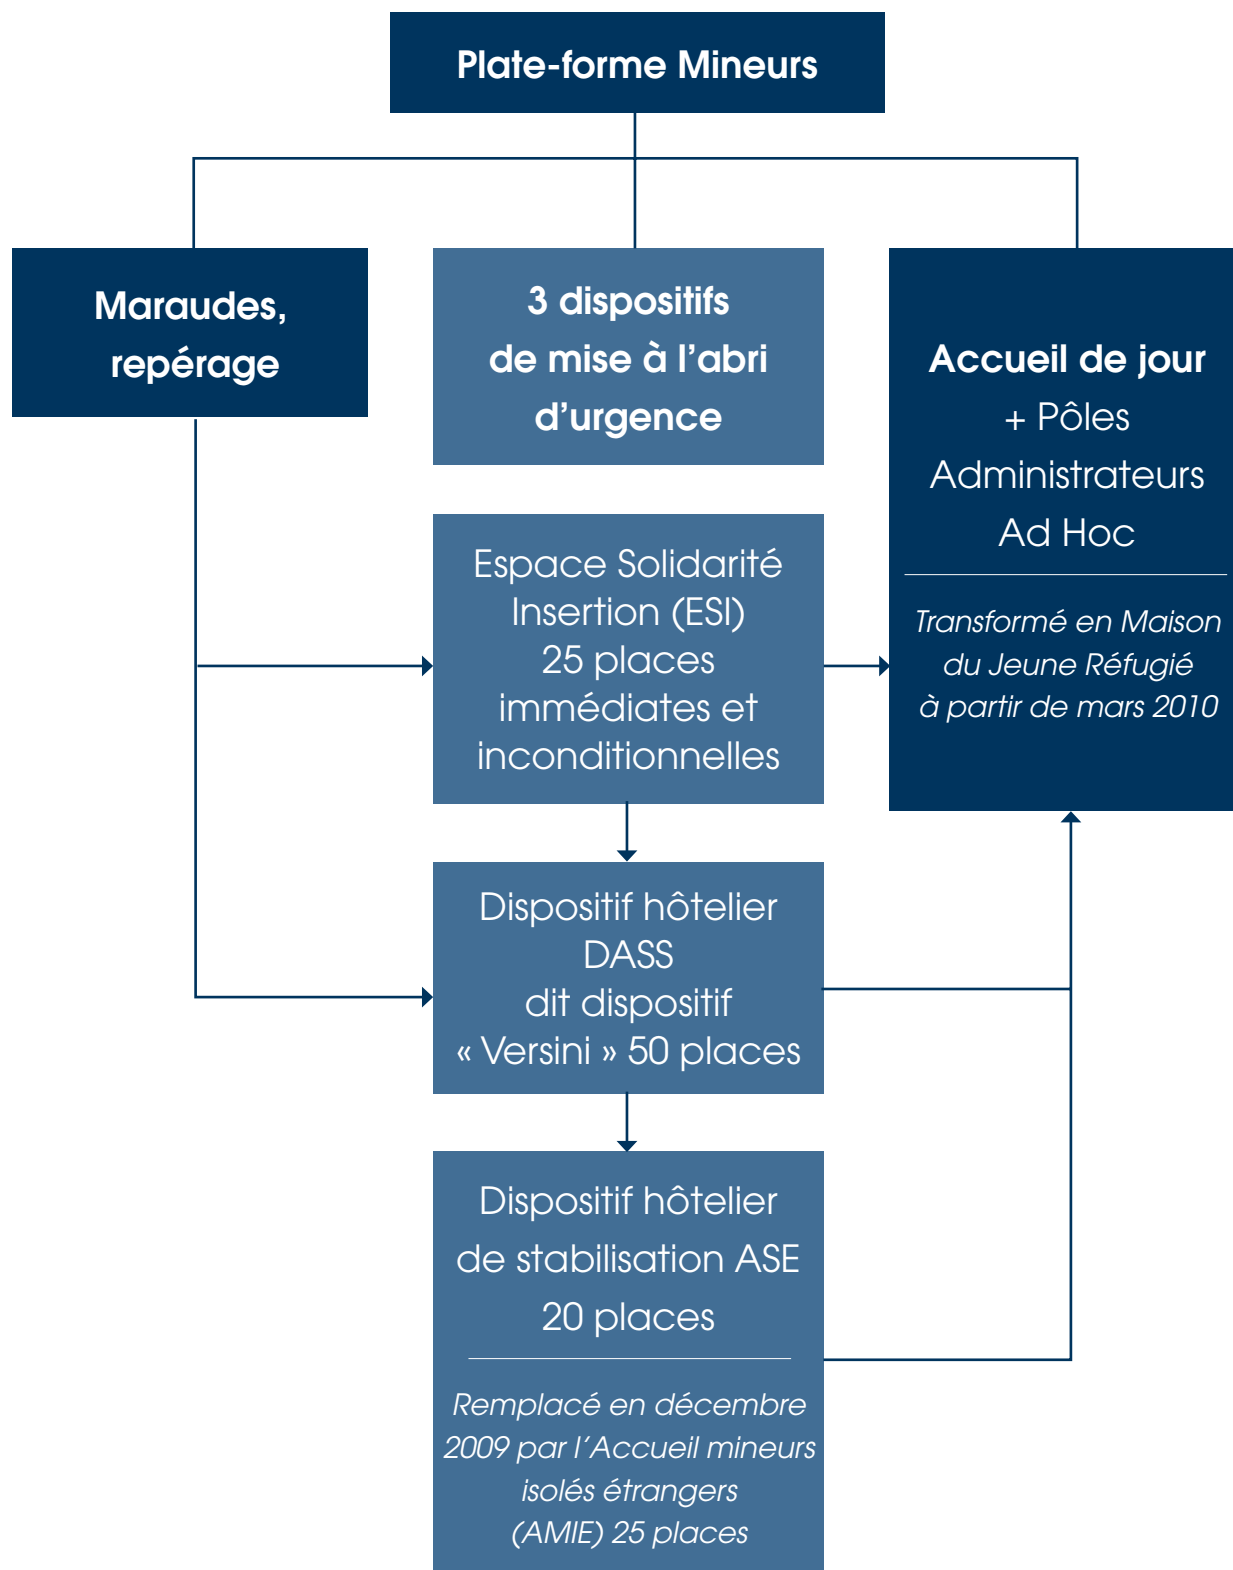 Plate-forme Mineurs
Maraudes,
repérage
3 dispositifs
de mise à l’abri
d’urgence
Espace Solidarité
Insertion (ESI)
25 places
immédiates et
inconditionnelles
Dispositif hôtelier
DASS
dit dispositif
« Versini » 50 places
Dispositif hôtelier
de stabilisation ASE
20 places
Remplacé en décembre
2009 par l’Accueil mineurs
isolés étrangers
(AMIE) 25 places
Accueil de jour
+ Pôles
Administrateurs
Ad Hoc
Transformé en Maison
du Jeune Réfugié
à partir de mars 2010